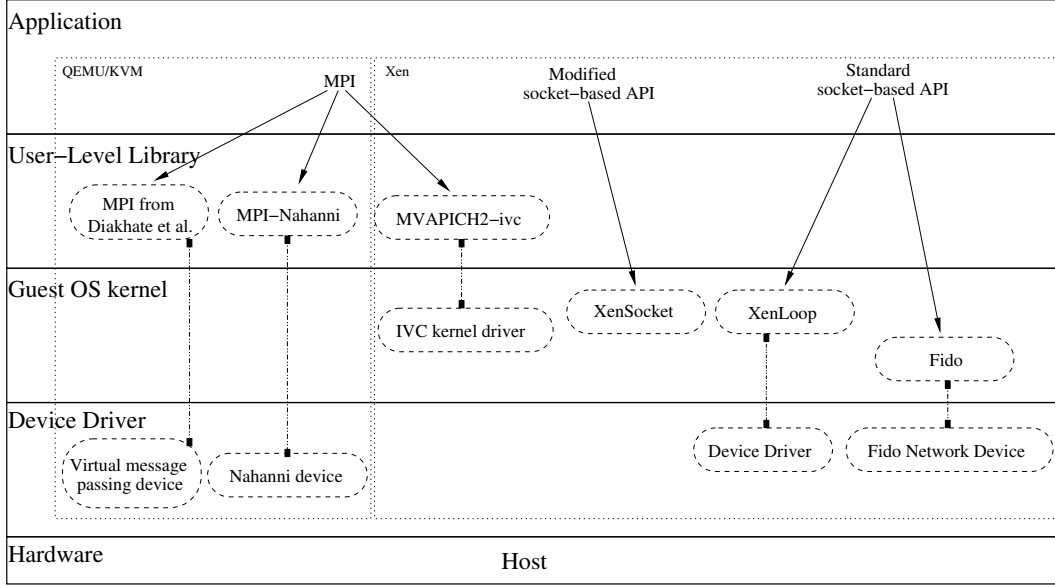 Application
QEMU/KVM
Xen
MPI
Modified
socket-based API
Standard
socket-based API
User-Level Library
MPI from
Diakhate et al.
MPI-Nahanni
MVAPICH2-ivc
Guest OS kernel
IVC kernel driver
XenSocket
XenLoop
Fido
Device Driver
Virtual message
passing device
Nahanni device
Device Driver
Fido Network Device
Hardware
Host